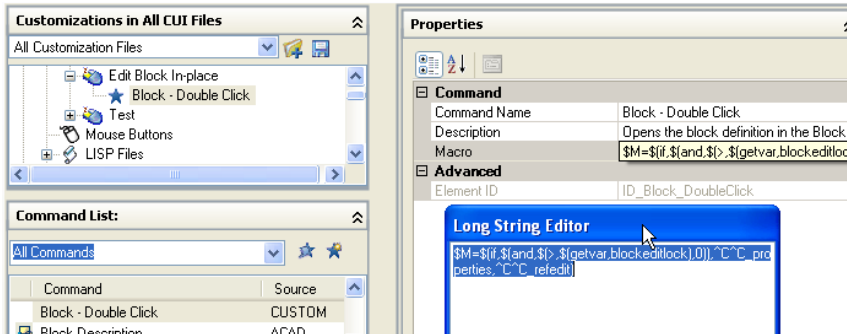 Customizations in All CUI Files
All Customization Files
Edit Block In-place
Block - Double Click
Test
Mouse Buttons
LISP Files
Command List:
All Commands
Command Source
Block - Double Click CUSTOM
Block Description ACAD
Properties
Command
Command Name Block - Double Click
Description Opens the block definition in the Block
Macro $M=$(if,$(and,$(>,$(getvar,blockeditloc
Advanced
Element ID ID_Block_DoubleClick
Long String Editor
$M=$(if,$(and,$(>,$(getvar,blockeditlock),0)),^C^C_pro
perties,^C^C_refedit)